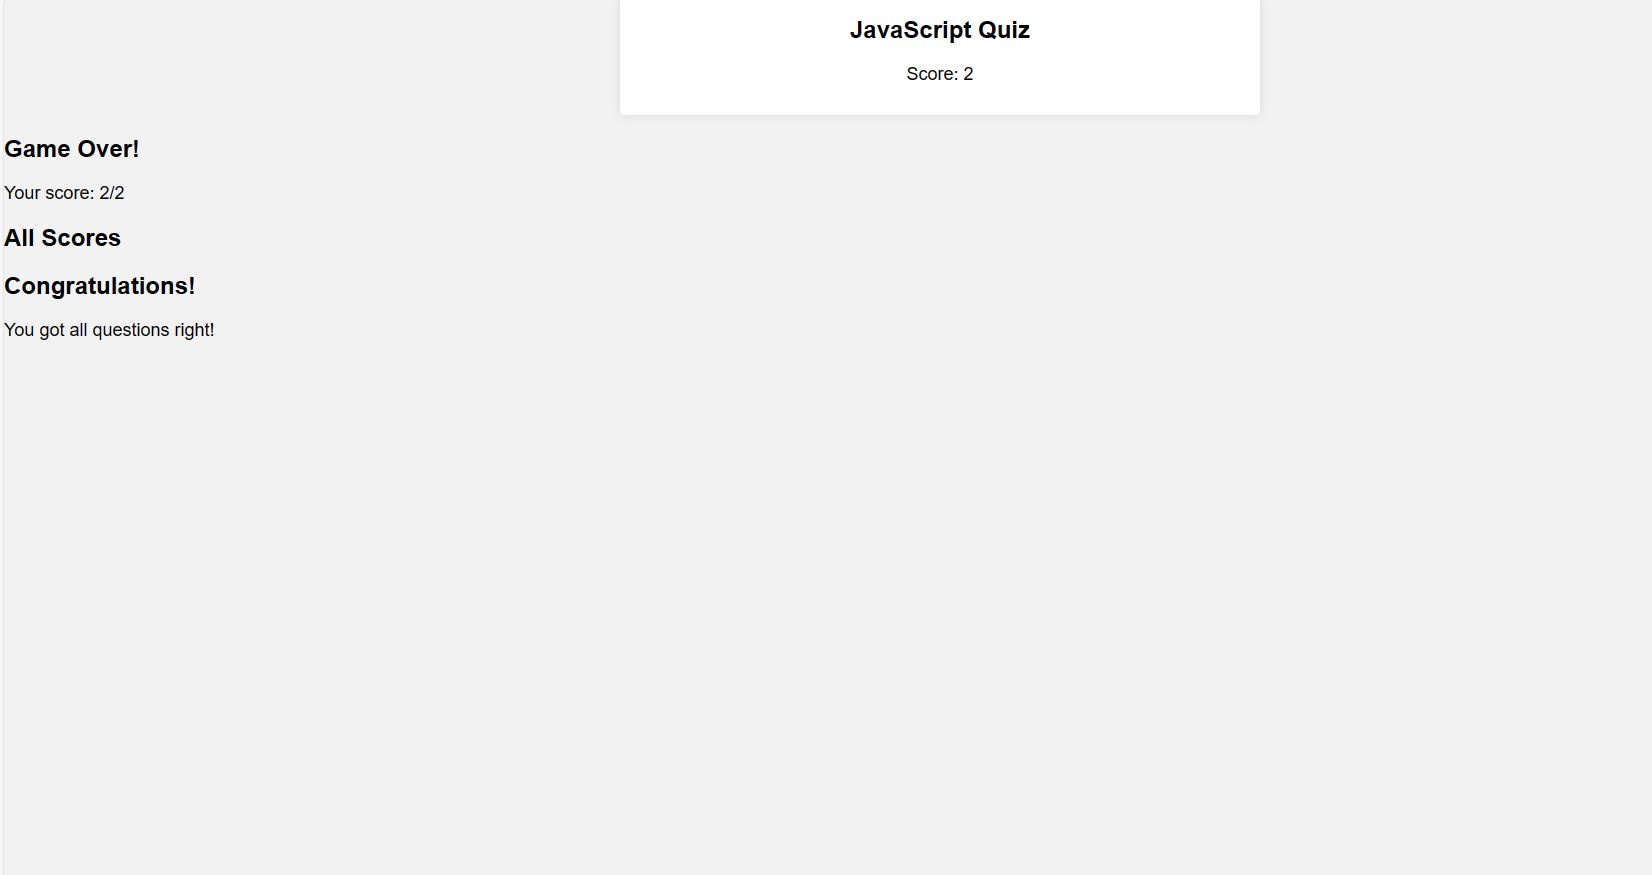 JavaScript Quiz
Score: 2
Game Over!
Your score: 2/2
All Scores
Congratulations!
You got all questions right!